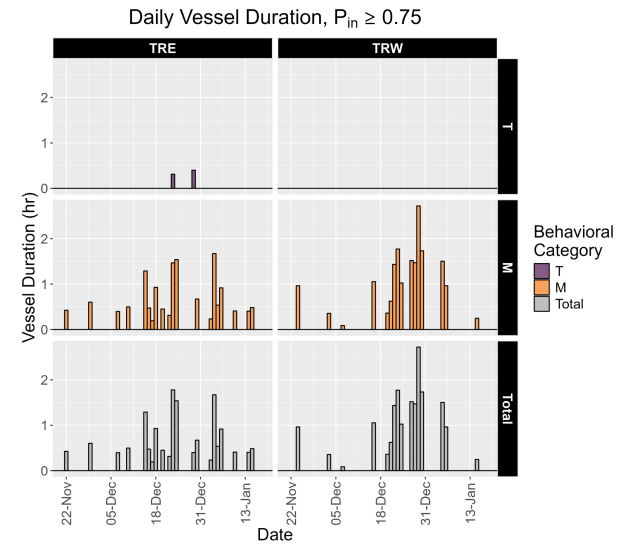 Daily Vessel Duration, Pin ≥ 0.75
TRE TRW
2
1
0
T
Vessel Duration (hr)
2
1
0
M
2
1
0
Total
22-Nov 05-Dec 18-Dec 31-Dec 13-Jan 22-Nov 05-Dec 18-Dec 31-Dec 13-Jan
Date
Behavioral
Category
T
M
Total